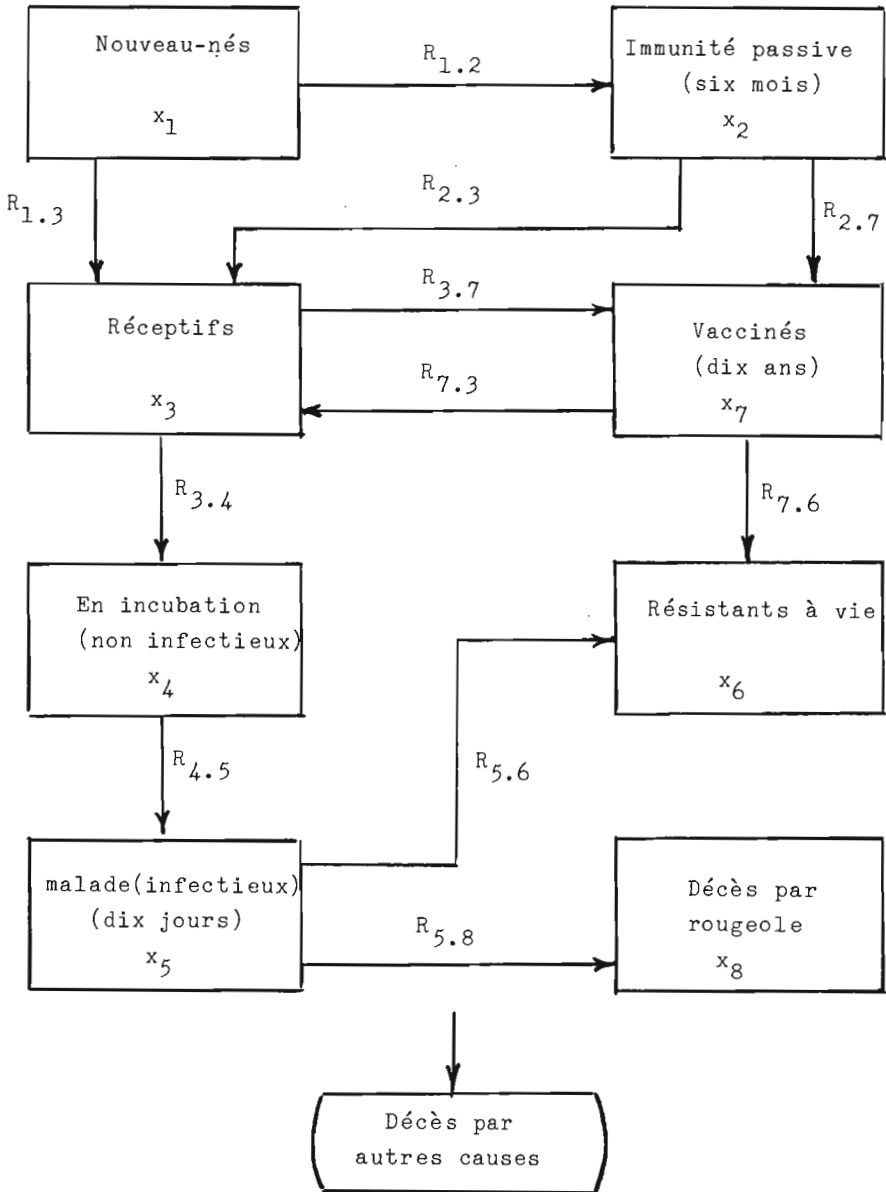 Nouveau-nés
x1
R1.2
Immunité passive
(six mois)
x2
R1.3
R2.3
R2.7
Réceptifs
x3
R3.7
R7.3
Vaccinés
(dix ans)
x7
R3.4
R7.6
En incubation
(non infectieux)
x4
Résistants à vie
x6
R4.5
R5.6
malade(infectieux)
(dix jours)
x5
R5.8
Décès par
rougeole
x8
Décès par
autres causes